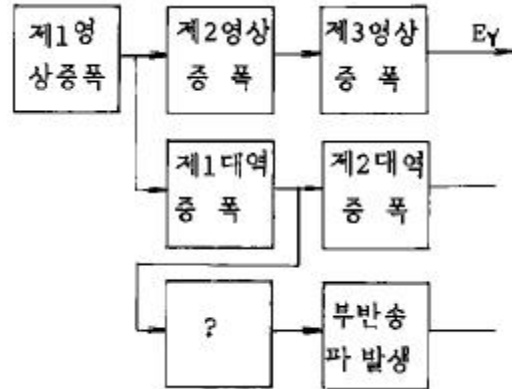 제1영
상증폭
제2영상
증 폭
제3영상
증 폭
EY
제1대역
증 폭
제2대역
증 폭
?
부반송
파 발생